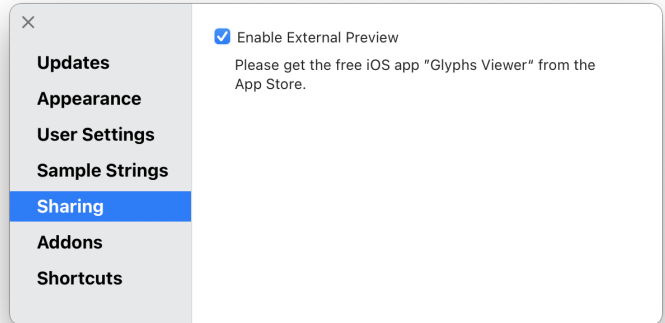 Updates
Appearance
User Settings
Sample Strings
Sharing
Addons
Shortcuts
Enable External Preview
Please get the free iOS app ”Glyphs Viewer“ from the
App Store.